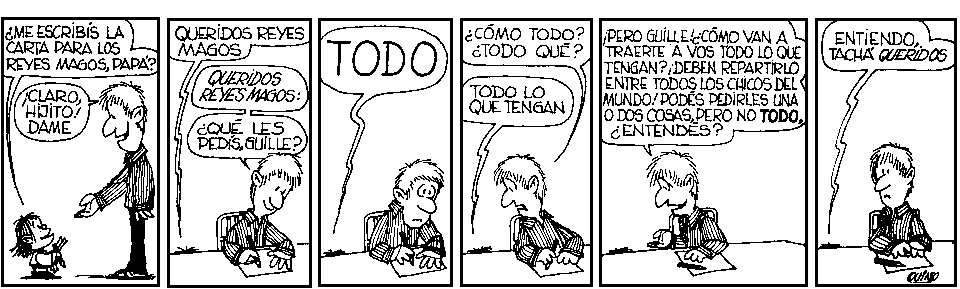 ¿ME ESCRIBÍS LA
CARTA PARA LOS
REYES MAGOS, PAPÁ?
¡CLARO,
HIJITO!
DAME
QUERIDOS REYES
MAGOS
QUERIDOS
REYES MAGOS:
¿QUÉ LES
PEDÍS, GUILLE?
TODO
¿CÓMO TODO?
¿TODO QUÉ?
TODO LO
QUE TENGAN
¡PERO GUILLE! ¿CÓMO VAN A
TRAERTE A VOS TODO LO QUE
TENGAN? ¡DEBEN REPARTIRLO
ENTRE TODOS LOS CHICOS DEL
MUNDO! PODÉS PEDIRLES UNA
O DOS COSAS, PERO NO TODO,
¿ENTENDÉS?
ENTIENDO,
TACHÁ QUERIDOS
QUINO